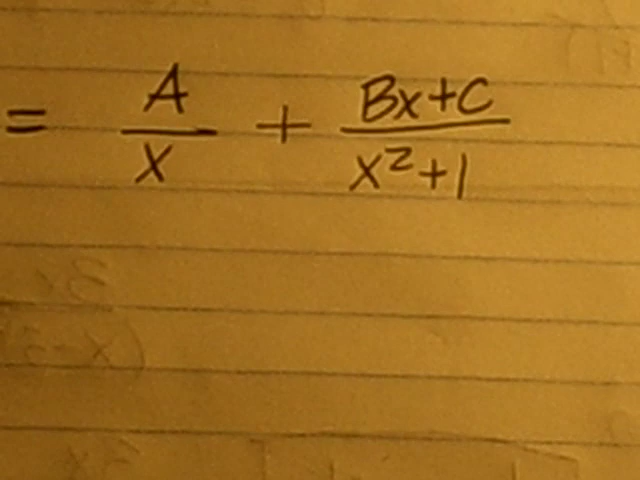 = A/x + Bx+C/x²+1